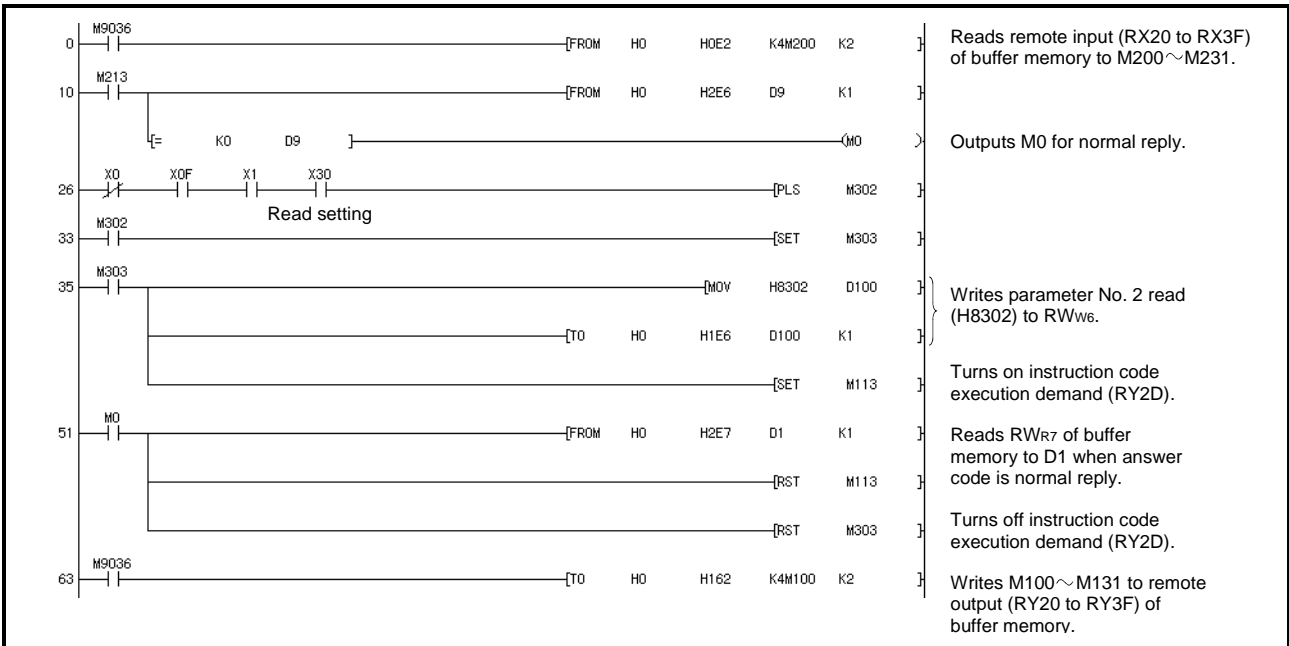 M9036
0 [FROM H0 H0E2 K4M200 K2 ]
Reads remote input (RX20 to RX3F)
of buffer memory to M200～M231.
M213
10 [FROM H0 H2E6 D9 K1 ]
[= K0 D9 ] (M0 )
Outputs M0 for normal reply.
X0 X0F X1 X30
26 [PLS M302 ]
Read setting
M302
33 [SET M303 ]
M303
35 [MOV H8302 D100 ]
Writes parameter No. 2 read
(H8302) to RWW6.
[TO H0 H1E6 D100 K1 ]
Turns on instruction code
execution demand (RY2D).
[SET M113 ]
M0
51 [FROM H0 H2E7 D1 K1 ]
Reads RWR7 of buffer
memory to D1 when answer
code is normal reply.
[RST M113 ]
Turns off instruction code
execution demand (RY2D).
[RST M303 ]
M9036
63 [TO H0 H162 K4M100 K2 ]
Writes M100～M131 to remote
output (RY20 to RY3F) of
buffer memory.